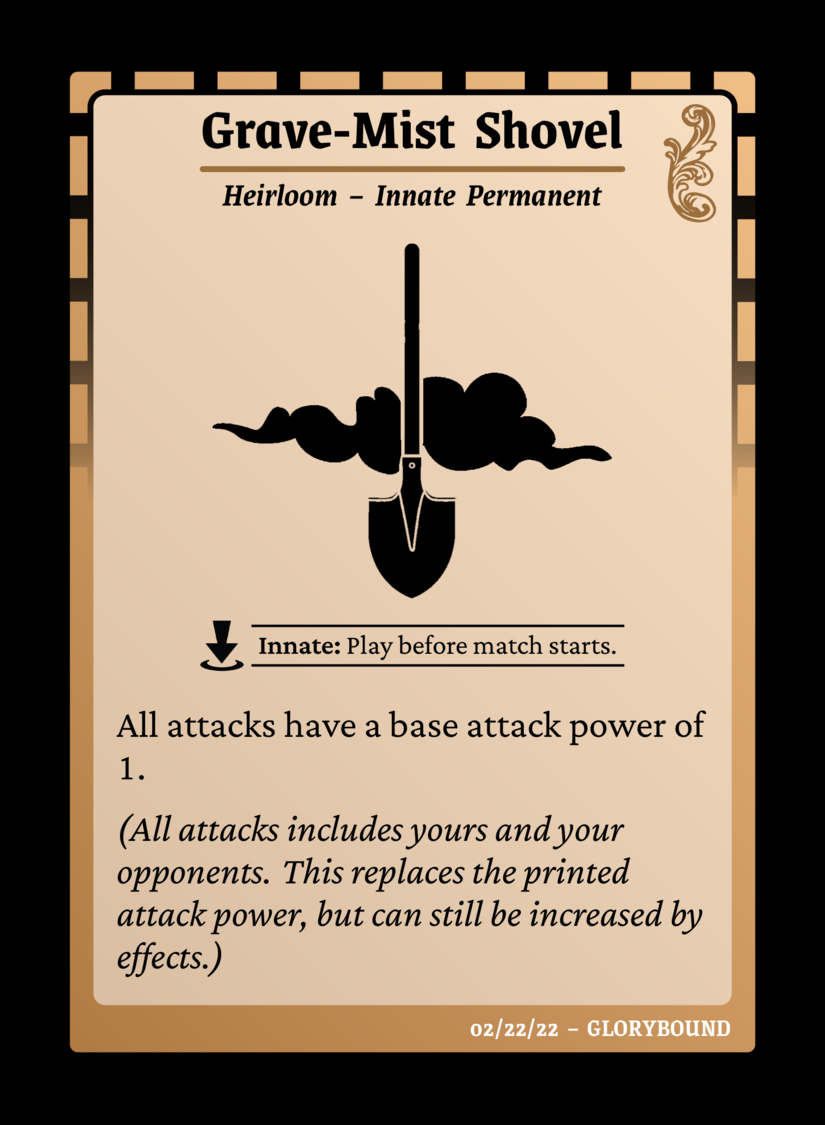 Grave-Mist Shovel
Heirloom – Innate Permanent
Innate: Play before match starts.
All attacks have a base attack power of
1.
(All attacks includes yours and your
opponents. This replaces the printed
attack power, but can still be increased by
effects.)
02/22/22 – GLORYBOUND